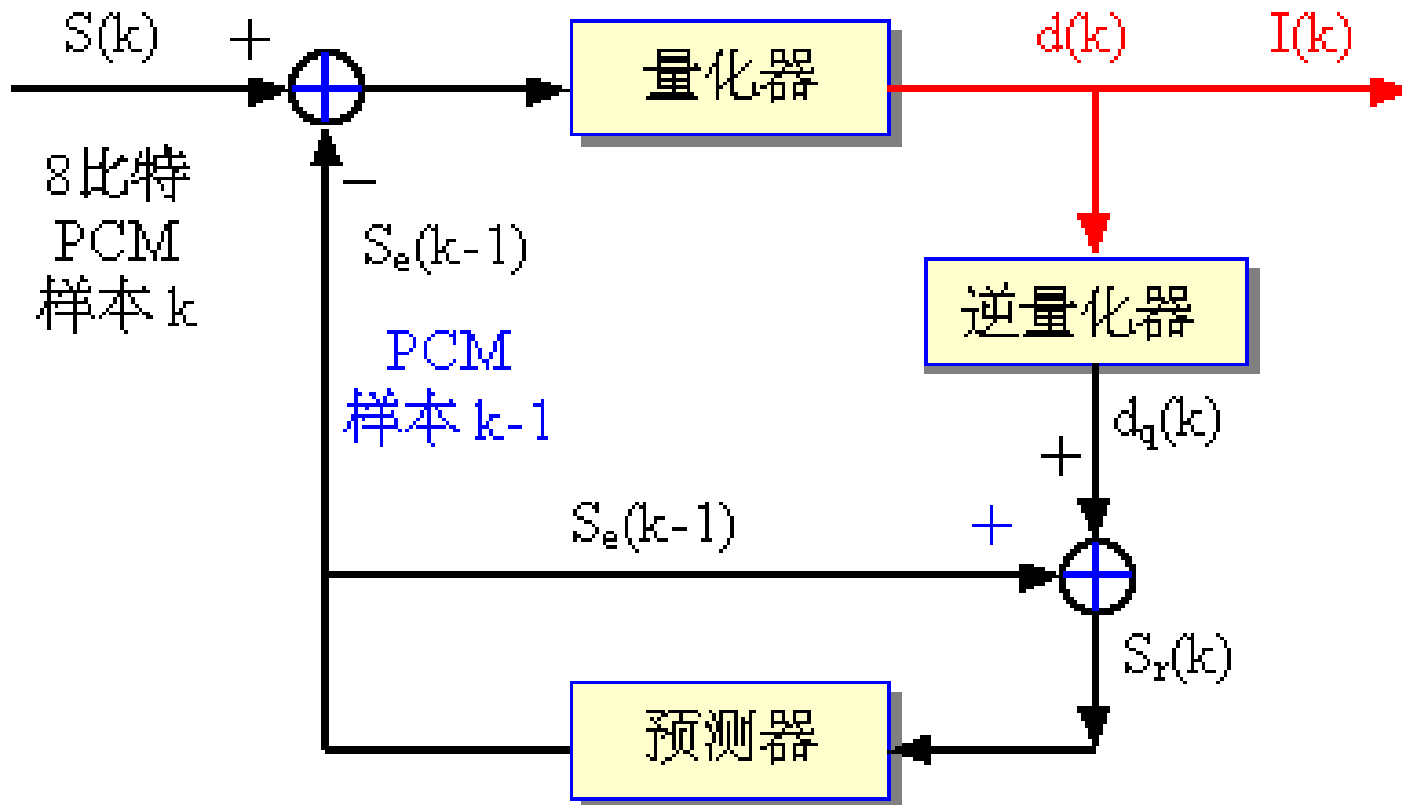 S(k)
+
量化器
d(k)
I(k)
8比特
PCM
样本 k
−
Se(k-1)
PCM
样本 k-1
逆量化器
dq(k)
+
Se(k-1)
+
Sr(k)
预测器